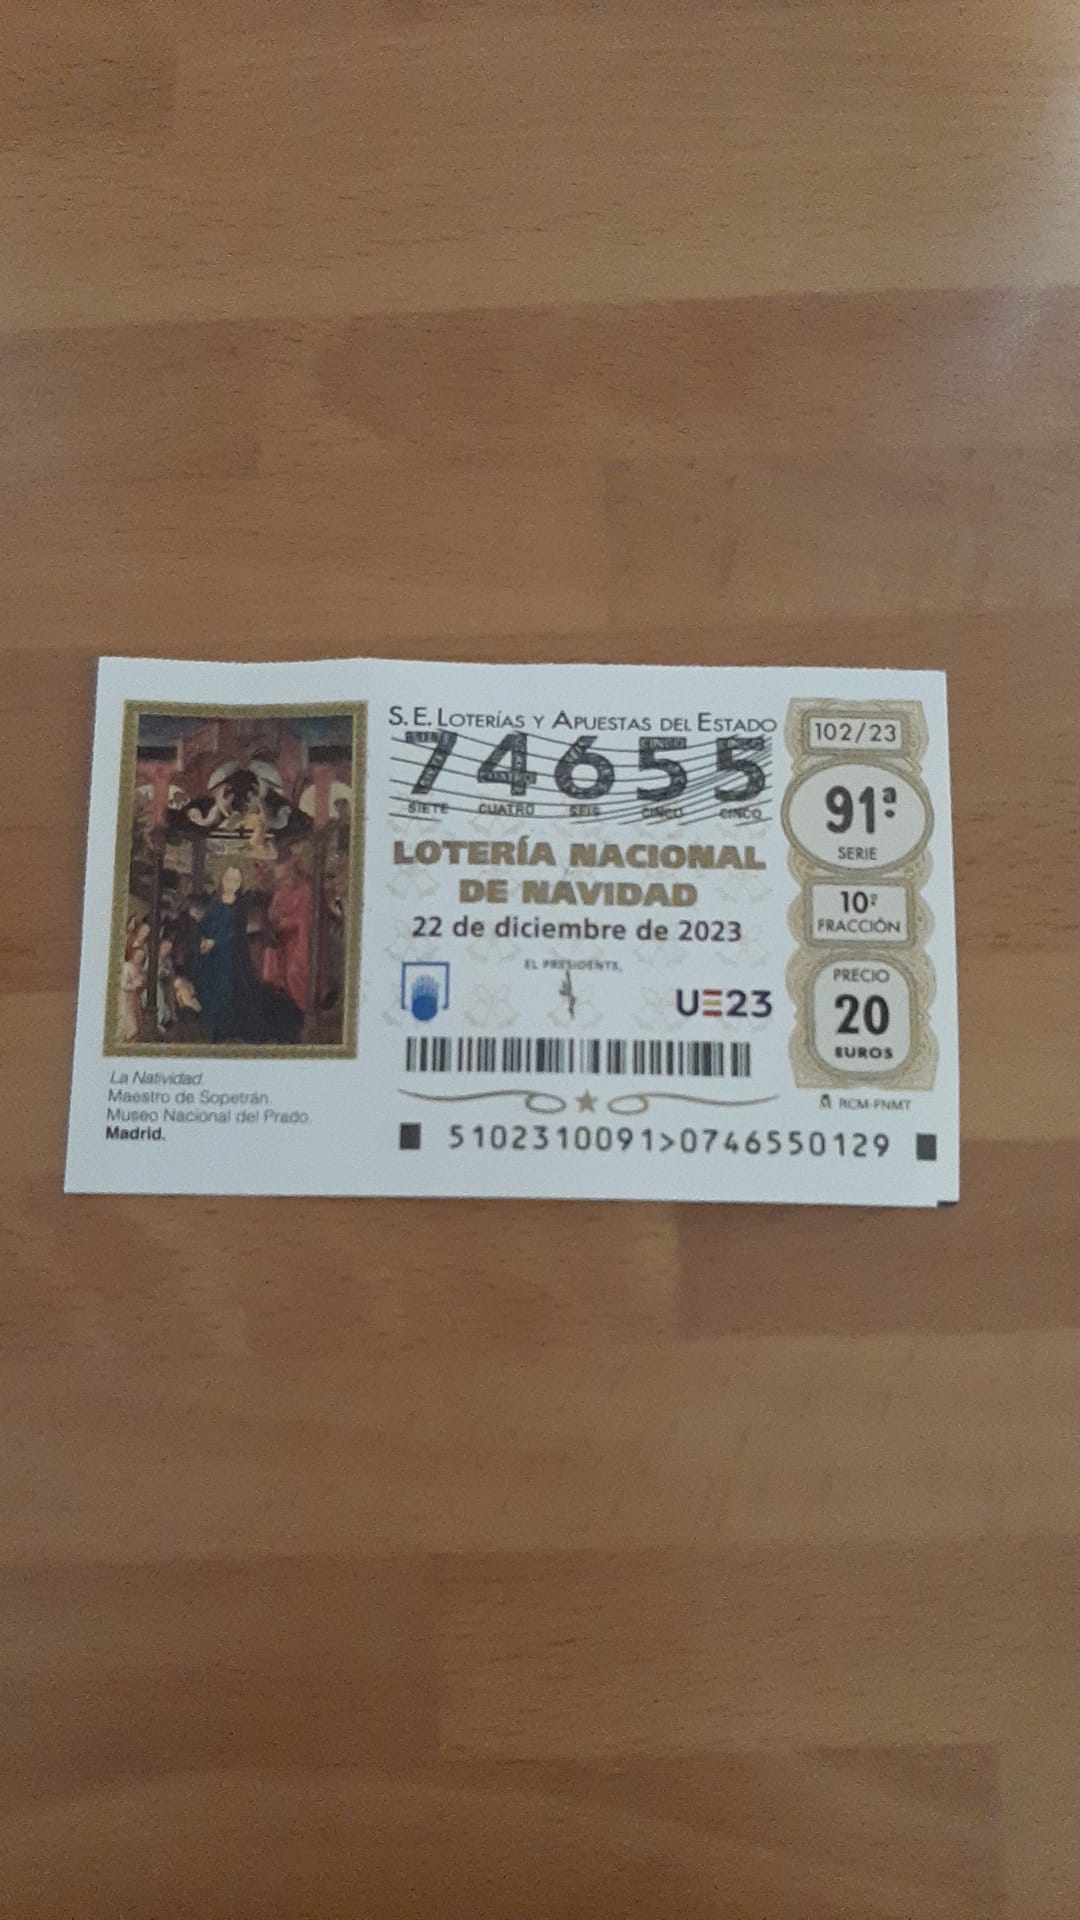 S.E. LOTERÍAS Y APUESTAS DEL ESTADO
74655
SIETE CUATRO SEIS CINCO CINCO
LOTERÍA NACIONAL
DE NAVIDAD
22 de diciembre de 2023
EL PRESIDENTE,
UE23
5102310091>0746550129
102/23
91ª
SERIE
10ª
FRACCIÓN
PRECIO
20
EUROS
RCM-FNMT
La Natividad.
Maestro de Sopetrán.
Museo Nacional del Prado.
Madrid.